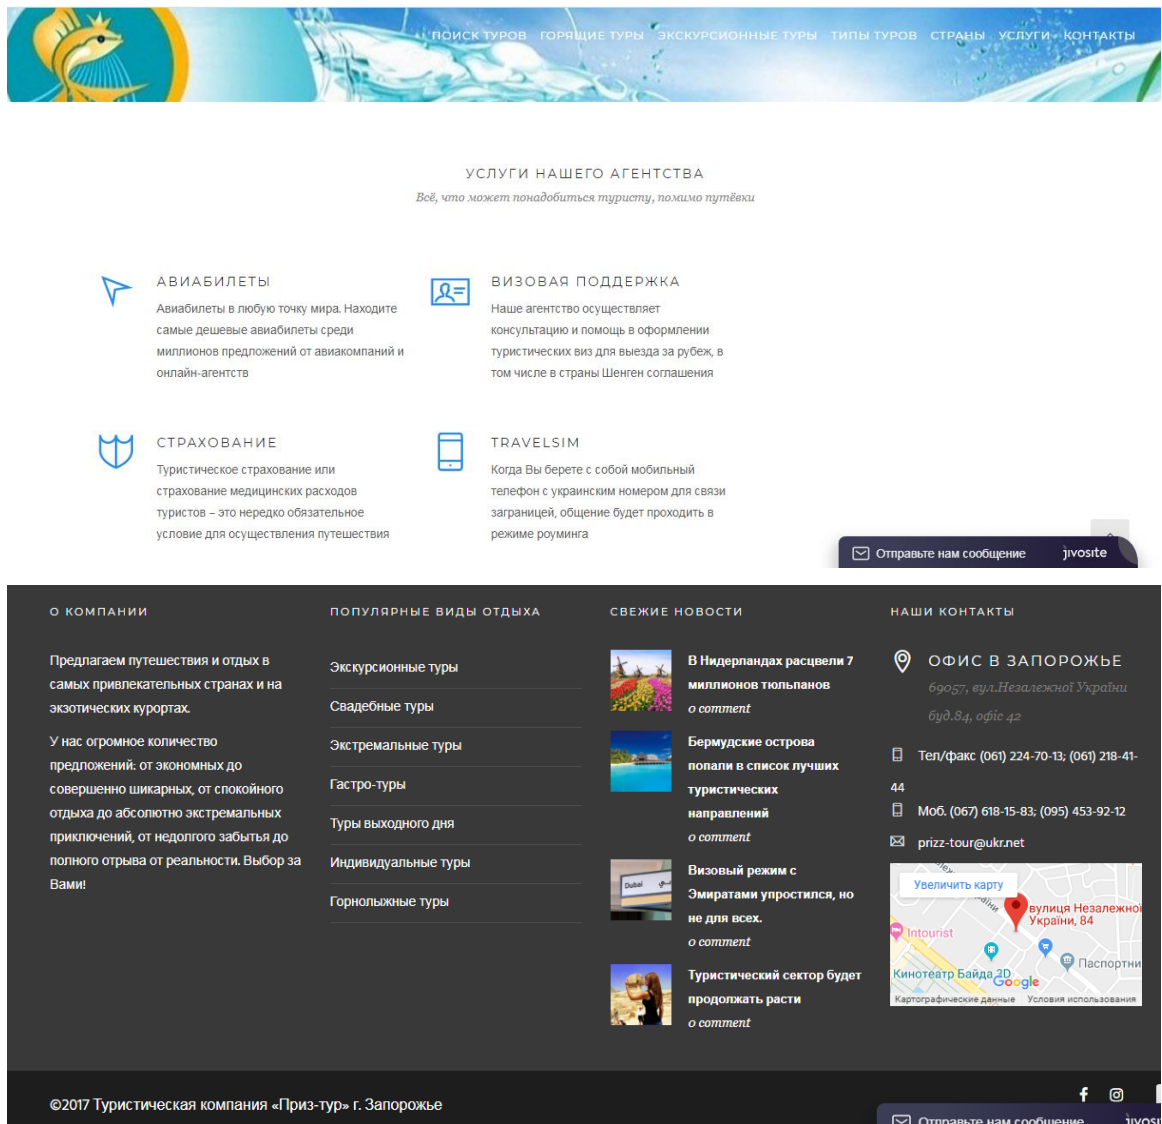 ПОИСК ТУРОВ ГОРЯЩИЕ ТУРЫ ЭКСКУРСИОННЫЕ ТУРЫ ТИПЫ ТУРОВ СТРАНЫ УСЛУГИ КОНТАКТЫ
УСЛУГИ НАШЕГО АГЕНТСТВА
Всё, что может понадобиться туристу, помимо путёвки
АВИАБИЛЕТЫ
Авиабилеты в любую точку мира. Находите
самые дешевые авиабилеты среди
миллионов предложений от авиакомпаний и
онлайн-агентств
ВИЗОВАЯ ПОДДЕРЖКА
Наше агентство осуществляет
консультацию и помощь в оформлении
туристических виз для выезда за рубеж, в
том числе в страны Шенген соглашения
СТРАХОВАНИЕ
Туристическое страхование или
страхование медицинских расходов
туристов – это нередко обязательное
условие для осуществления путешествия
TRAVELSIM
Когда Вы берете с собой мобильный
телефон с украинским номером для связи
заграницей, общение будет проходить в
режиме роуминга
Отправьте нам сообщение jivosite
О КОМПАНИИ
Предлагаем путешествия и отдых в
самых привлекательных странах и на
экзотических курортах.
У нас огромное количество
предложений: от экономных до
совершенно шикарных, от спокойного
отдыха до абсолютно экстремальных
приключений, от недолгого забытья до
полного отрыва от реальности. Выбор за
Вами!
ПОПУЛЯРНЫЕ ВИДЫ ОТДЫХА
Экскурсионные туры
Свадебные туры
Экстремальные туры
Гастро-туры
Туры выходного дня
Индивидуальные туры
Горнолыжные туры
СВЕЖИЕ НОВОСТИ
В Нидерландах расцвели 7
миллионов тюльпанов
0 comment
Бермудские острова
попали в список лучших
туристических
направлений
0 comment
Dubai
Визовый режим с
Эмиратами упростился, но
не для всех.
0 comment
Туристический сектор будет
продолжать расти
0 comment
НАШИ КОНТАКТЫ
ОФИС В ЗАПОРОЖЬЕ
69057, вул.Незалежної України
буд.84, офіс 42
Тел/факс (061) 224-70-13; (061) 218-41-
44
Моб. (067) 618-15-83; (095) 453-92-12
prizz-tour@ukr.net
Увеличить карту
вулиця Незалежної
України, 84
Intourist
Паспортни
Кинотеатр Байда 3D
Google
Картографические данные Условия использования
©2017 Туристическая компания «Приз-тур» г. Запорожье
Отправьте нам сообщение